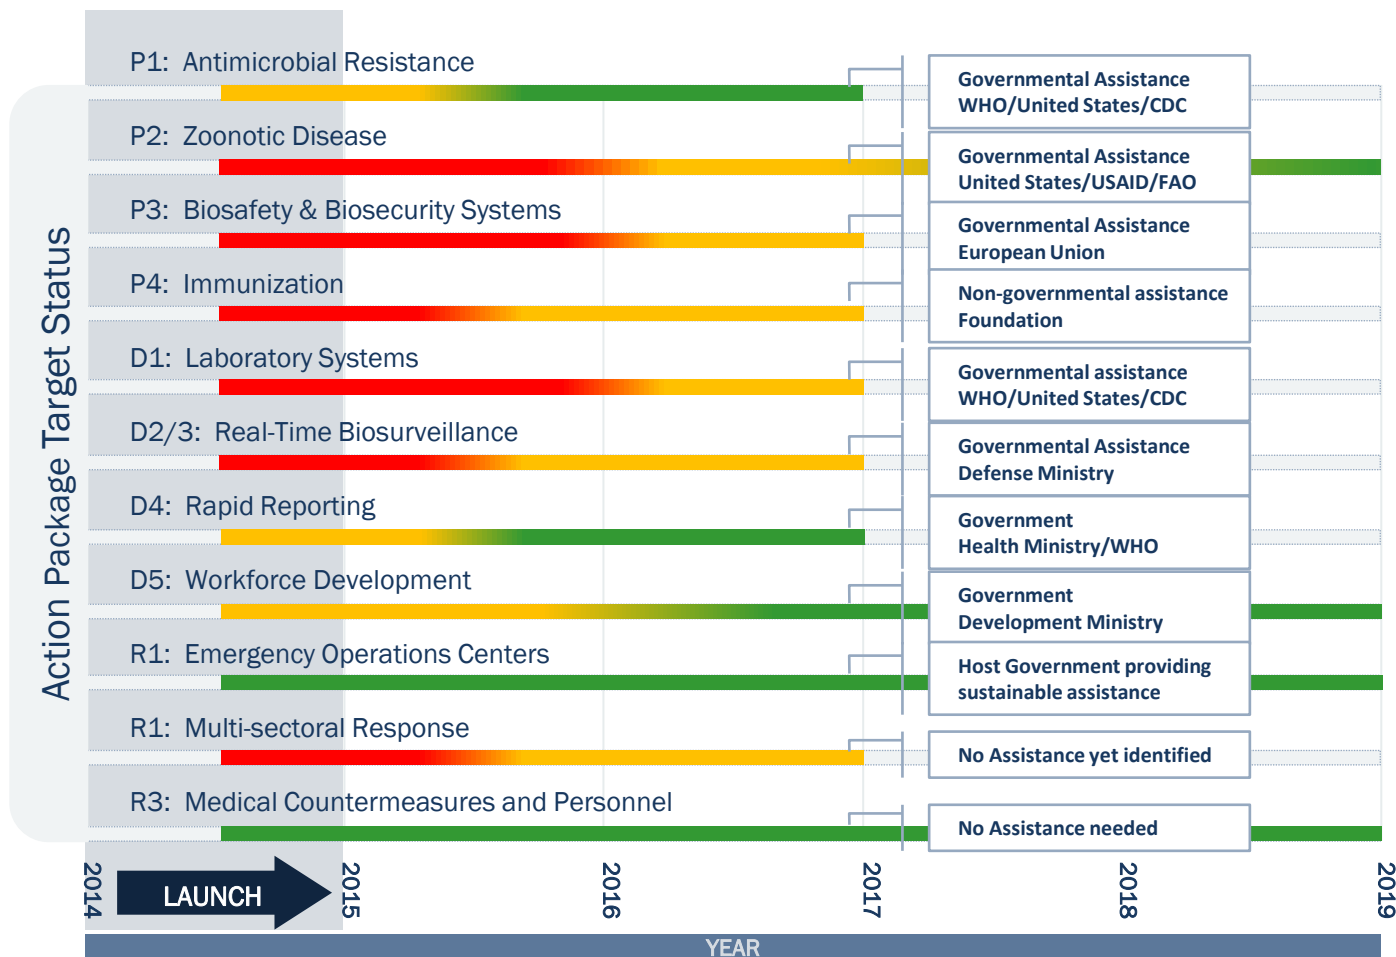 Action Package Target Status
P1: Antimicrobial Resistance
Governmental Assistance
WHO/United States/CDC
P2: Zoonotic Disease
Governmental Assistance
United States/USAID/FAO
P3: Biosafety & Biosecurity Systems
Governmental Assistance
European Union
P4: Immunization
Non-governmental assistance
Foundation
D1: Laboratory Systems
Governmental assistance
WHO/United States/CDC
D2/3: Real-Time Biosurveillance
Governmental Assistance
Defense Ministry
D4: Rapid Reporting
Government
Health Ministry/WHO
D5: Workforce Development
Government
Development Ministry
R1: Emergency Operations Centers
Host Government providing
sustainable assistance
R1: Multi-sectoral Response
No Assistance yet identified
R3: Medical Countermeasures and Personnel
No Assistance needed
2014
LAUNCH
2015
2016
2017
2018
2019
YEAR